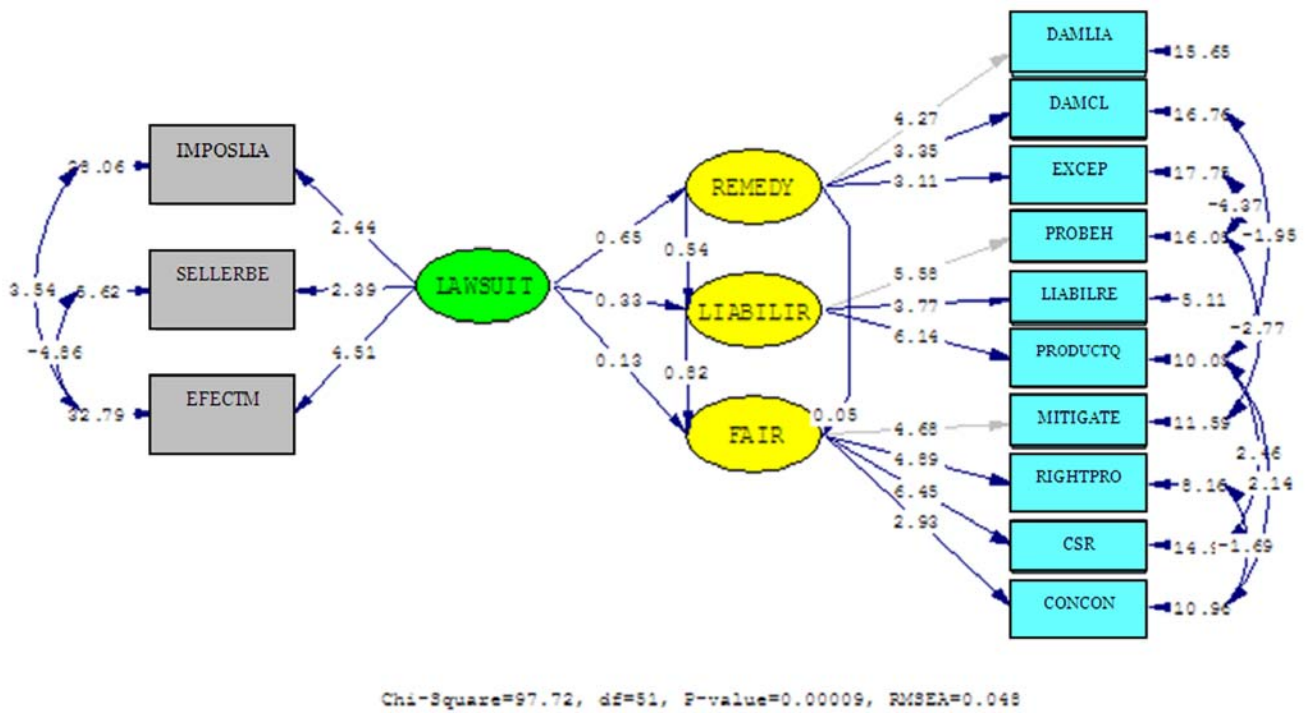 DAMLIA
15.65
DAMCL
16.76
4.27
IMPOSLIA
3.35
EXCEP
17.75
REMEDY
3.11
-4.37
2.44
0.65
PROBEH
-1.95
0.54
5.58
SELLERBE
LAWSUIT
LIABILRE
5.11
3.54
2.39
0.33
LIABILIR
3.77
-2.77
-4.86
6.14
PRODUCTQ
0.13
0.82
4.51
EFECTM
MITIGATE
11.59
32.79
0.05
FAIR
4.68
2.46
4.89
RIGHTPRO
8.16
2.14
6.45
2.93
CSR
-1.69
CONCON
10.96
Chi-Square=97.72, df=51, P-value=0.00009, RMSEA=0.048